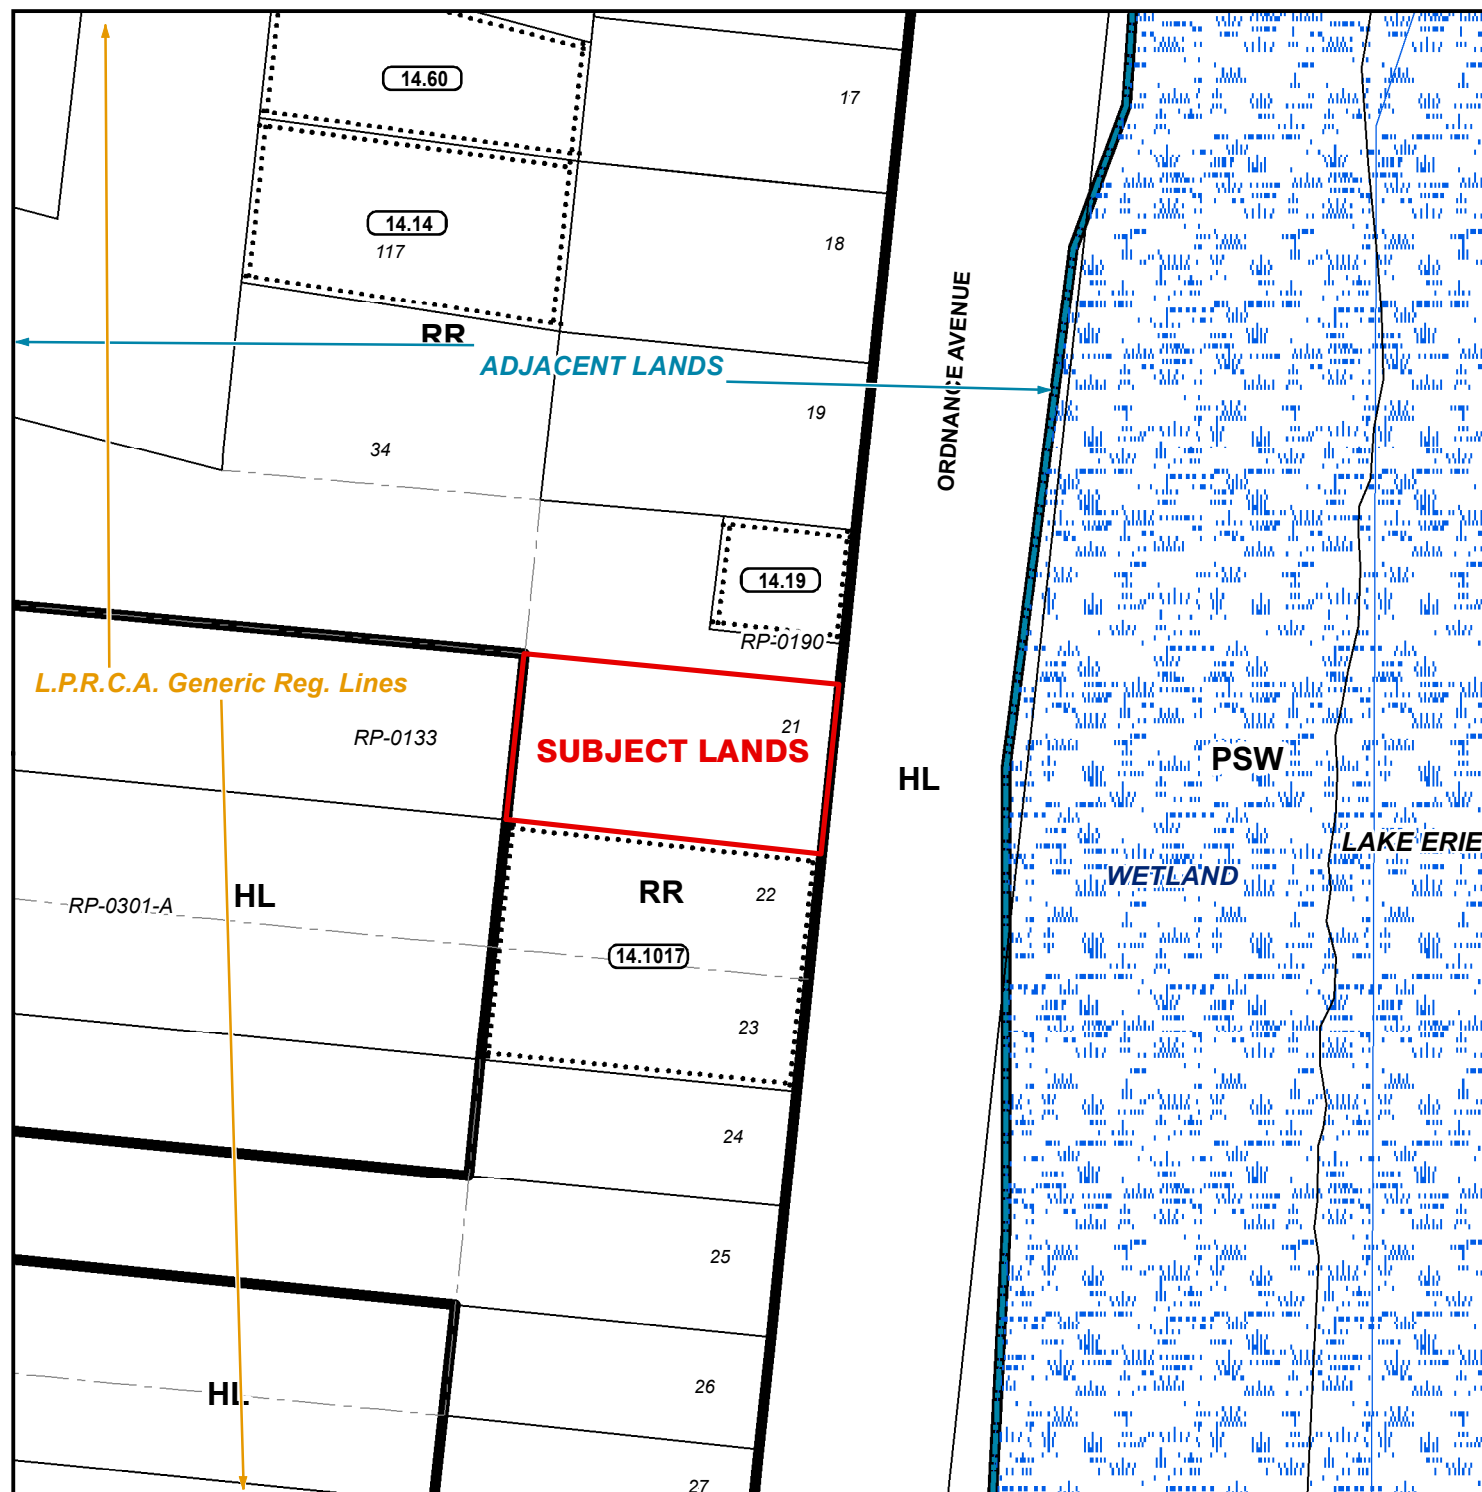 14.60
17
14.14
117
18
ORDNANCE AVENUE
RR
ADJACENT LANDS
19
34
14.19
RP-0190
L.P.R.C.A. Generic Reg. Lines
RP-0133
21
SUBJECT LANDS
HL
PSW
LAKE ERIE
WETLAND
RP-0301-A
HL
RR
22
14.1017
23
24
25
26
HL
27